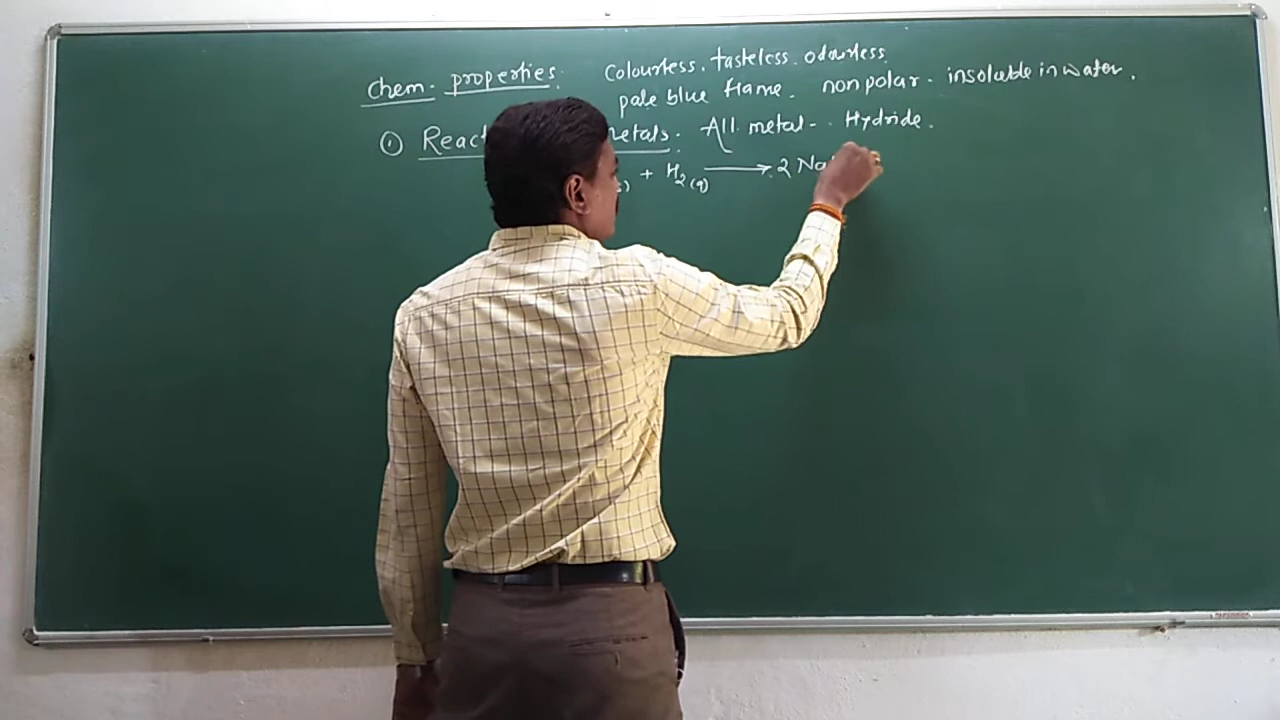 Chem. properties. Colourless. tasteless. odourless.
pale blue flame. non polar. insoluble in water.
① React etals. All metal - Hydride.
(s) + H₂(g) ⟶ 2 Na